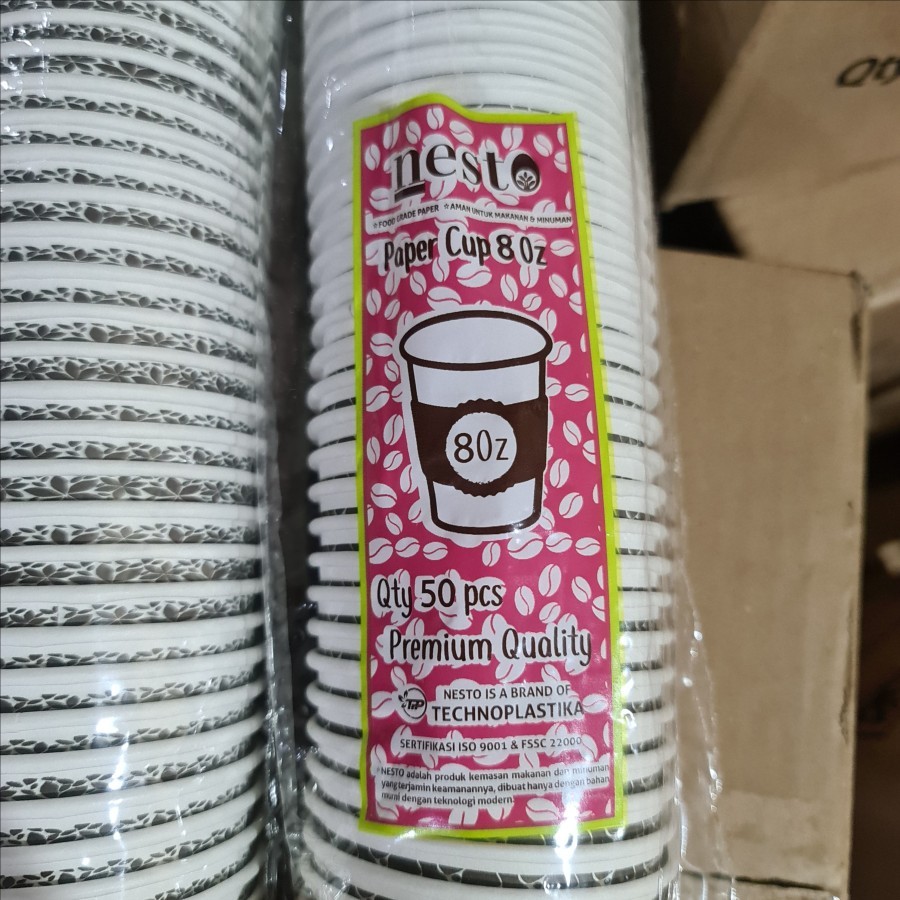 nesto
☆FOOD GRADE PAPER ☆AMAN UNTUK MAKANAN & MINUMAN
Paper Cup 8 Oz
8Oz
Qty 50 pcs
Premium Quality
TP
NESTO IS A BRAND OF
TECHNOPLASTIKA
SERTIFIKASI ISO 9001 & FSSC 22000
NESTO adalah produk kemasan makanan dan minuman
yang terjamin keamanannya, dibuat hanya dengan bahan
murni dengan teknologi modern
Qty